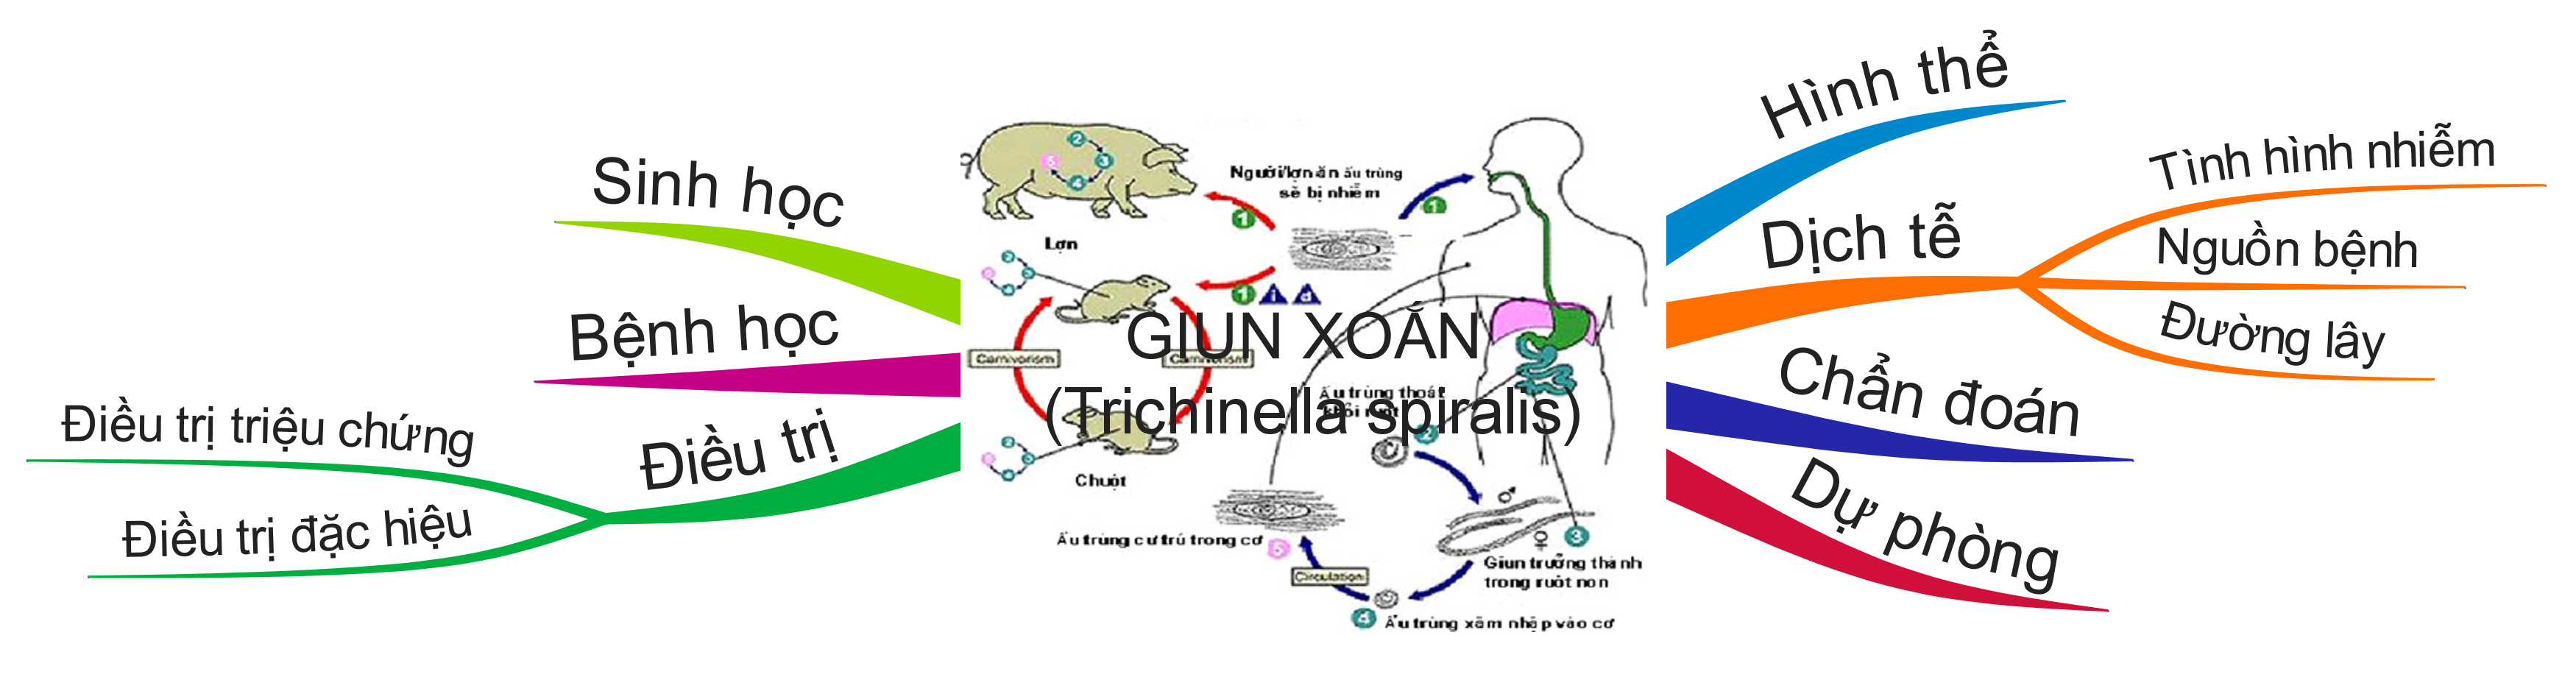 Sinh học
Bệnh học
Điều trị
Điều trị triệu chứng
Điều trị đặc hiệu
GIUN XOẮN
(Trichinella spiralis)
Người/lợn ăn ấu trùng
sẽ bị nhiễm
Lợn
Carnivorism
Carnivorism
Ấu trùng thoát
khỏi ruột
Chuột
Ấu trùng cư trú trong cơ
Circulation
Giun trưởng thành
trong ruột non
Ấu trùng xâm nhập vào cơ
Hình thể
Dịch tễ
Tình hình nhiễm
Nguồn bệnh
Đường lây
Chẩn đoán
Dự phòng